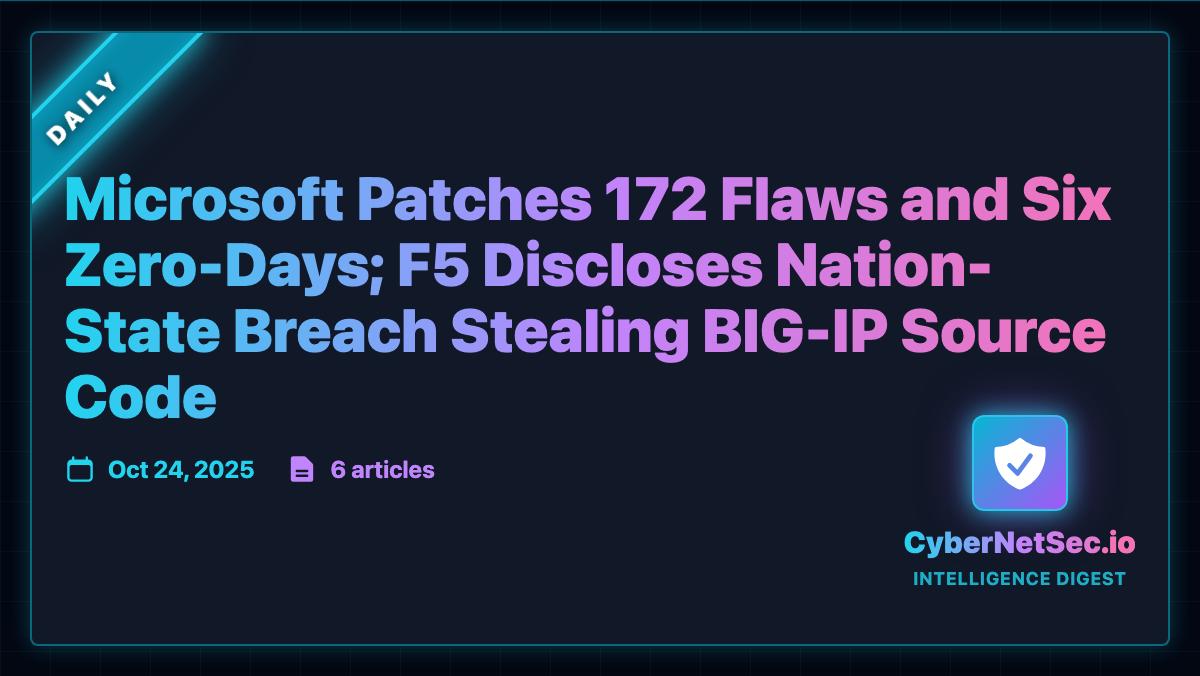 DAILY
Microsoft Patches 172 Flaws and Six
Zero-Days; F5 Discloses Nation-
State Breach Stealing BIG-IP Source
Code
Oct 24, 2025
6 articles
CyberNetSec.io
INTELLIGENCE DIGEST